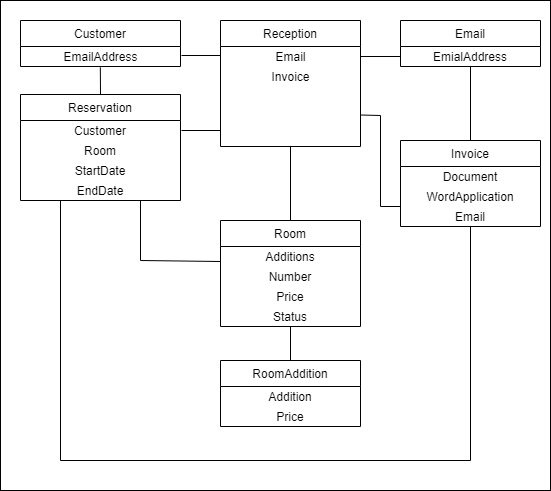 Customer
EmailAddress
Reception
Email
Invoice
Email
EmialAddress
Reservation
Customer
Room
StartDate
EndDate
Invoice
Document
WordApplication
Email
Room
Additions
Number
Price
Status
RoomAddition
Addition
Price